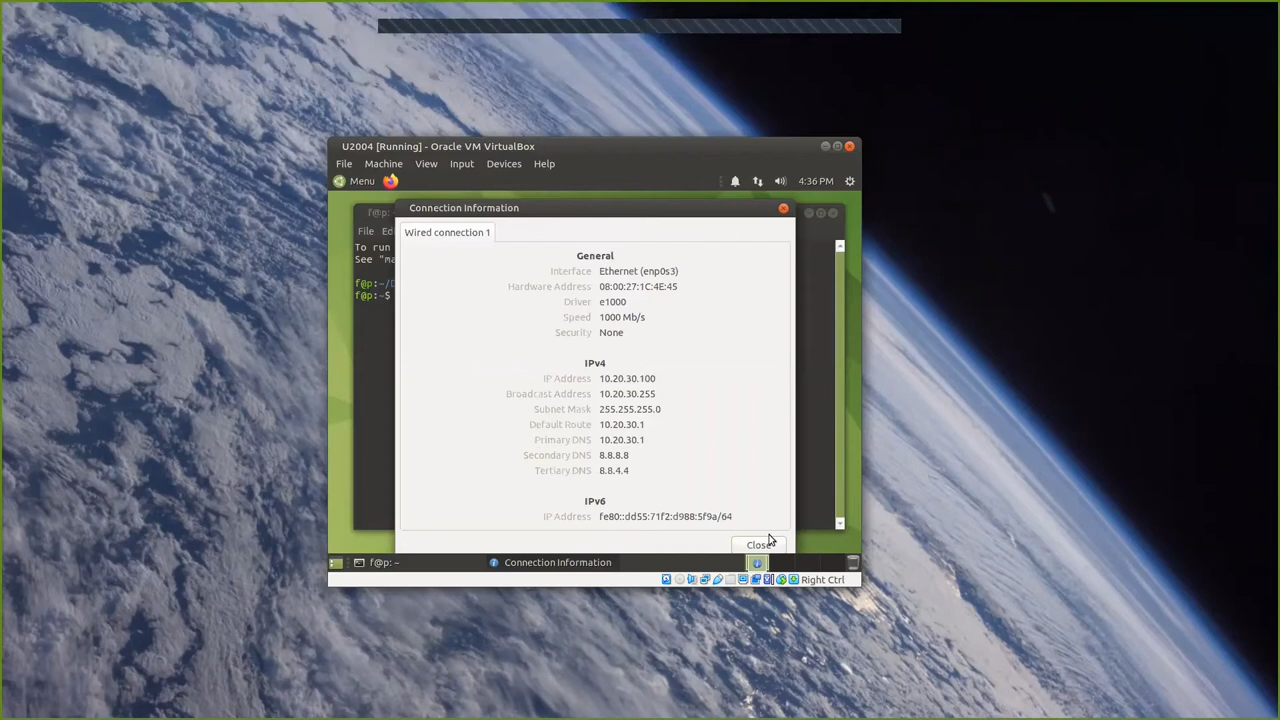 U2004 [Running] - Oracle VM VirtualBox
File Machine View Input Devices Help
Menu 4:36 PM
f@p: Connection Information
File Ed Wired connection 1
To run
See "ma
General
Interface Ethernet (enp0s3)
f@p:~/D Hardware Address 08:00:27:1C:4E:45
f@p:~$ Driver e1000
Speed 1000 Mb/s
Security None
IPv4
IP Address 10.20.30.100
Broadcast Address 10.20.30.255
Subnet Mask 255.255.255.0
Default Route 10.20.30.1
Primary DNS 10.20.30.1
Secondary DNS 8.8.8.8
Tertiary DNS 8.8.4.4
IPv6
IP Address fe80::dd55:71f2:d988:5f9a/64
Close
f@p: ~ Connection Information
Right Ctrl